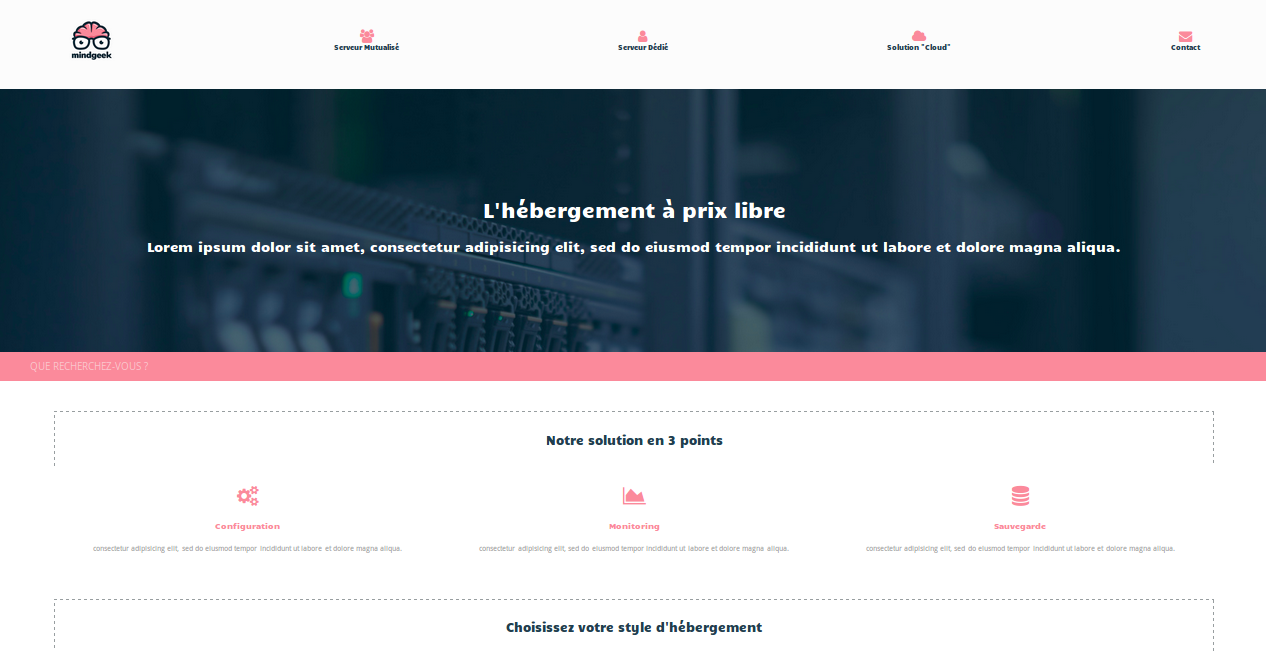 mindgeek
Serveur Mutualisé
Serveur Dédié
Solution "Cloud"
Contact
L'hébergement à prix libre
Lorem ipsum dolor sit amet, consectetur adipisicing elit, sed do eiusmod tempor incididunt ut labore et dolore magna aliqua.
QUE RECHERCHEZ-VOUS ?
Notre solution en 3 points
Configuration
consectetur adipisicing elit, sed do eiusmod tempor incididunt ut labore et dolore magna aliqua.
Monitoring
consectetur adipisicing elit, sed do eiusmod tempor incididunt ut labore et dolore magna aliqua.
Sauvegarde
consectetur adipisicing elit, sed do eiusmod tempor incididunt ut labore et dolore magna aliqua.
Choisissez votre style d'hébergement